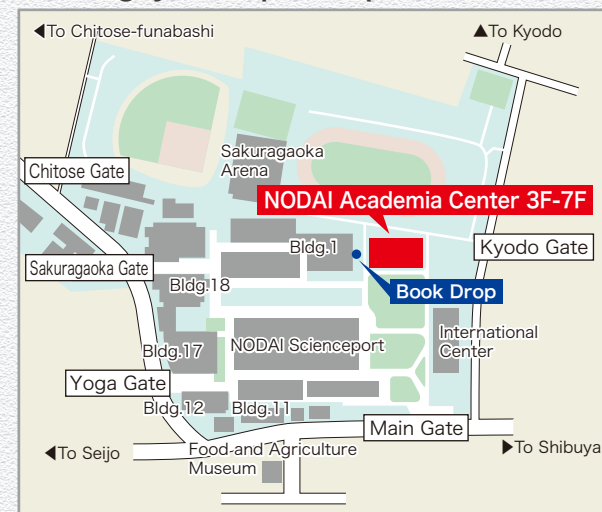 ◀To Chitose-funabashi
▲To Kyodo
Sakuragaoka
Arena
Chitose Gate
NODAI Academia Center 3F-7F
Bldg.1
Kyodo Gate
Sakuragaoka Gate
Bldg.18
Book Drop
International
Center
NODAI Scienceport
Bldg.17
Yoga Gate
Bldg.12
Bldg.11
Main Gate
◀To Seijo
Food and Agriculture
Museum
▶To Shibuya